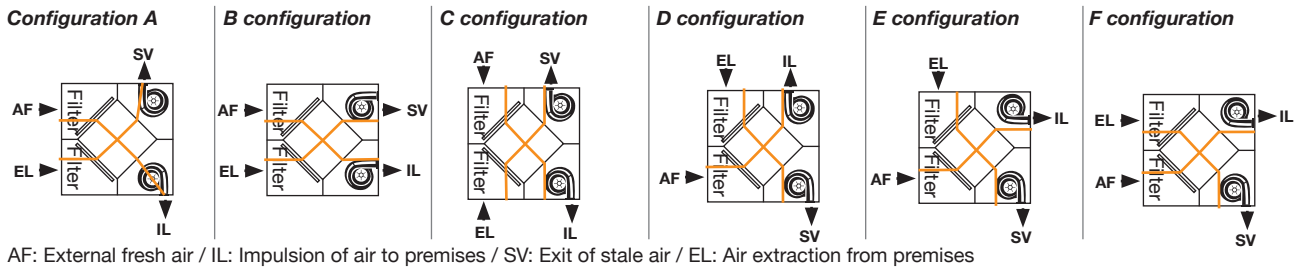 Configuration A
B configuration
C configuration
D configuration
E configuration
F configuration
SV
AF
Filter
EL
Filter
IL
AF
Filter
SV
EL
Filter
IL
AF
SV
Filter
Filter
EL
IL
EL
IL
Filter
AF
Filter
SV
EL
Filter
IL
AF
Filter
SV
EL
Filter
IL
AF
Filter
SV
AF: External fresh air / IL: Impulsion of air to premises / SV: Exit of stale air / EL: Air extraction from premises